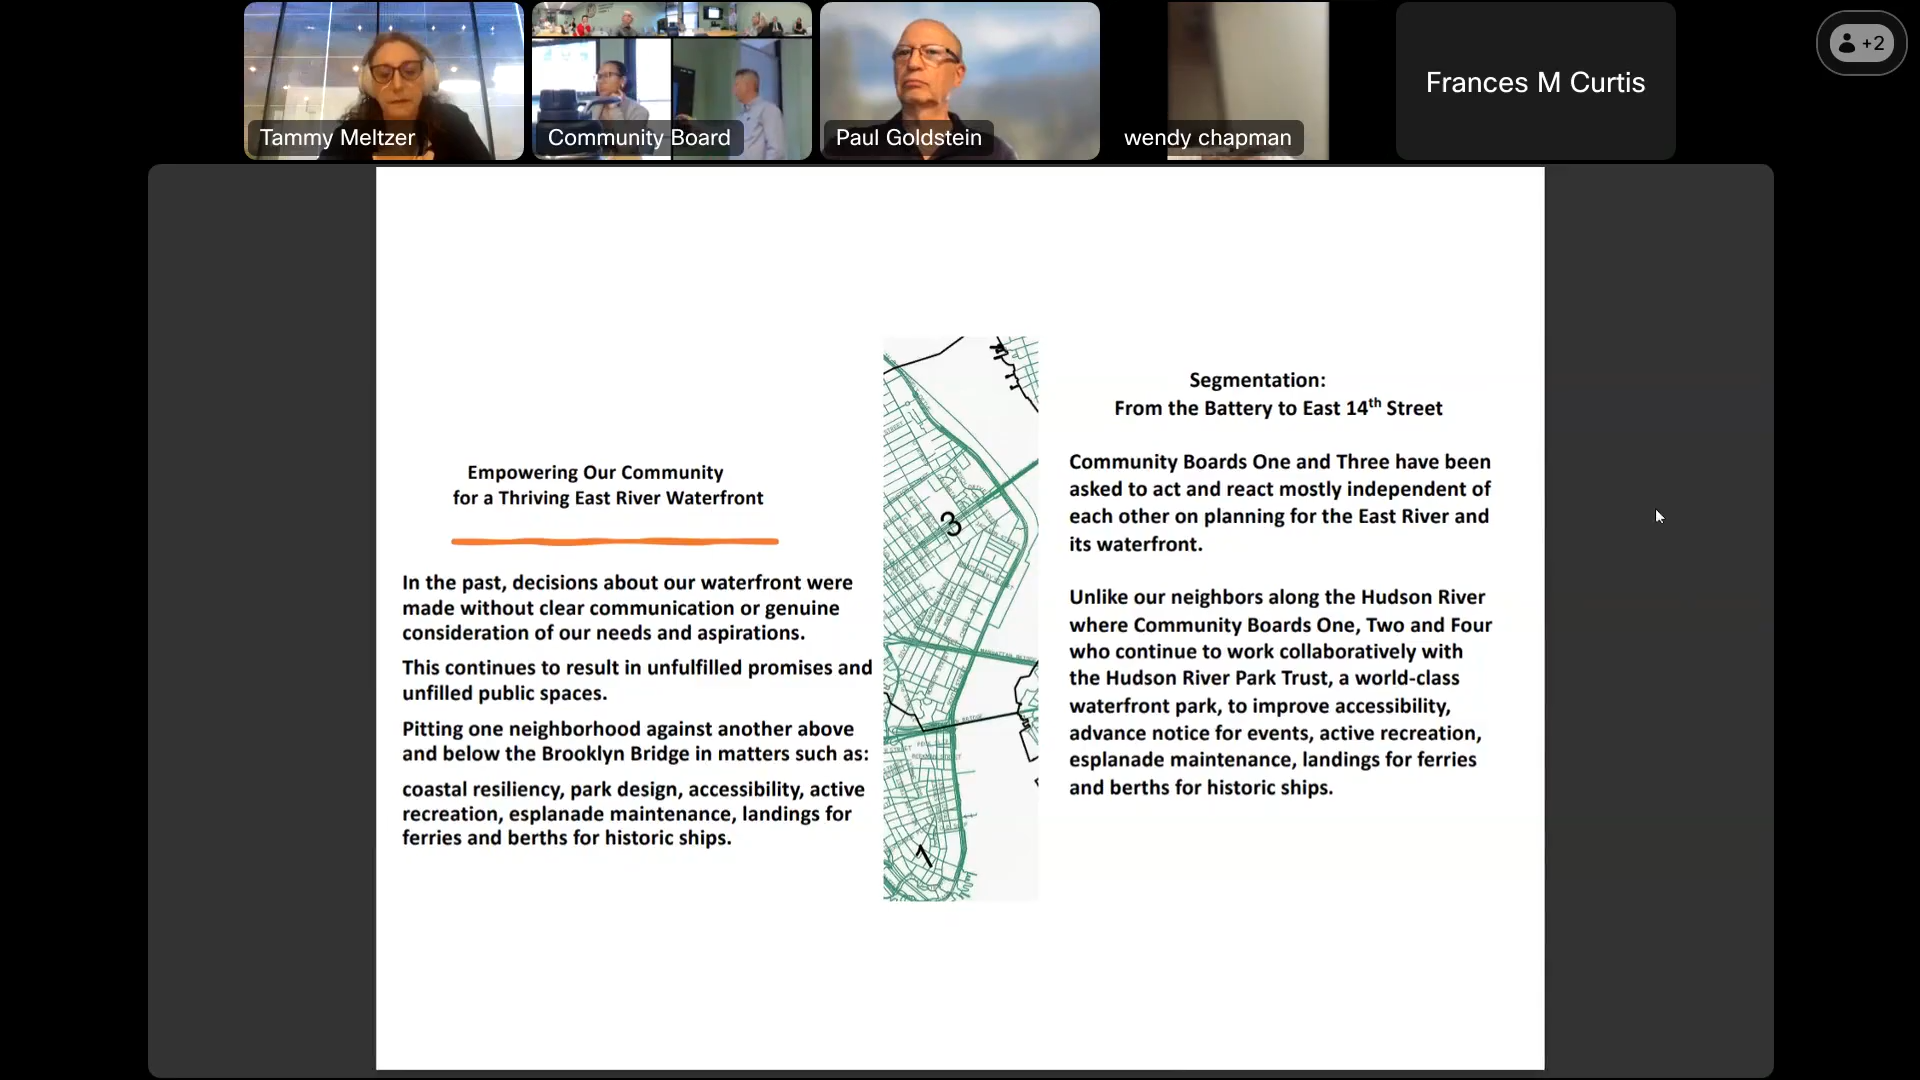 Tammy Meltzer
Community Board
Paul Goldstein
wendy chapman
Frances M Curtis
+2
Empowering Our Community
for a Thriving East River Waterfront
In the past, decisions about our waterfront were
made without clear communication or genuine
consideration of our needs and aspirations.
This continues to result in unfulfilled promises and
unfilled public spaces.
Pitting one neighborhood against another above
and below the Brooklyn Bridge in matters such as:
coastal resiliency, park design, accessibility, active
recreation, esplanade maintenance, landings for
ferries and berths for historic ships.
3
1
Segmentation:
From the Battery to East 14th Street
Community Boards One and Three have been
asked to act and react mostly independent of
each other on planning for the East River and
its waterfront.
Unlike our neighbors along the Hudson River
where Community Boards One, Two and Four
who continue to work collaboratively with
the Hudson River Park Trust, a world-class
waterfront park, to improve accessibility,
advance notice for events, active recreation,
esplanade maintenance, landings for ferries
and berths for historic ships.